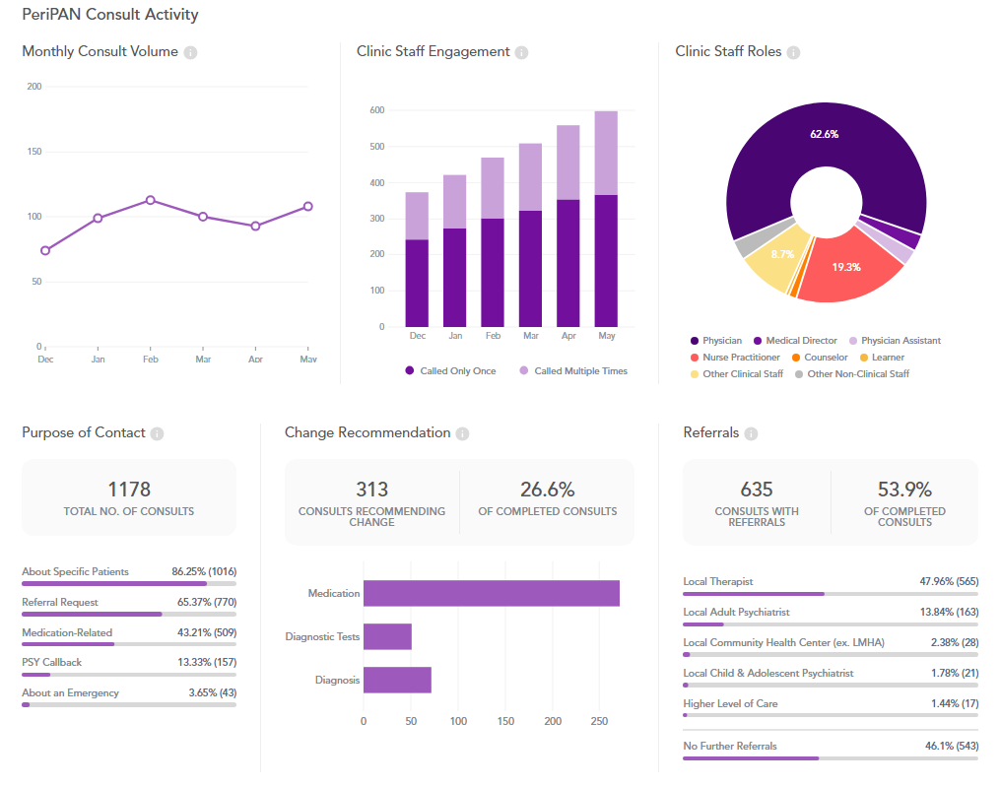 PeriPAN Consult Activity
Monthly Consult Volume
200
150
100
50
0
Dec Jan Feb Mar Apr May
Clinic Staff Engagement
600
500
400
300
200
100
0
Dec Jan Feb Mar Apr May
Called Only Once Called Multiple Times
Clinic Staff Roles
62.6%
8.7%
19.3%
Physician Medical Director Physician Assistant
Nurse Practitioner Counselor Learner
Other Clinical Staff Other Non-Clinical Staff
Purpose of Contact
1178
TOTAL NO. OF CONSULTS
About Specific Patients 86.25% (1016)
Referral Request 65.37% (770)
Medication-Related 43.21% (509)
PSY Callback 13.33% (157)
About an Emergency 3.65% (43)
Change Recommendation
313
CONSULTS RECOMMENDING
CHANGE
26.6%
OF COMPLETED CONSULTS
Medication
Diagnostic Tests
Diagnosis
0 50 100 150 200 250
Referrals
635
CONSULTS WITH
REFERRALS
53.9%
OF COMPLETED
CONSULTS
Local Therapist 47.96% (565)
Local Adult Psychiatrist 13.84% (163)
Local Community Health Center (ex. LMHA) 2.38% (28)
Local Child & Adolescent Psychiatrist 1.78% (21)
Higher Level of Care 1.44% (17)
No Further Referrals 46.1% (543)